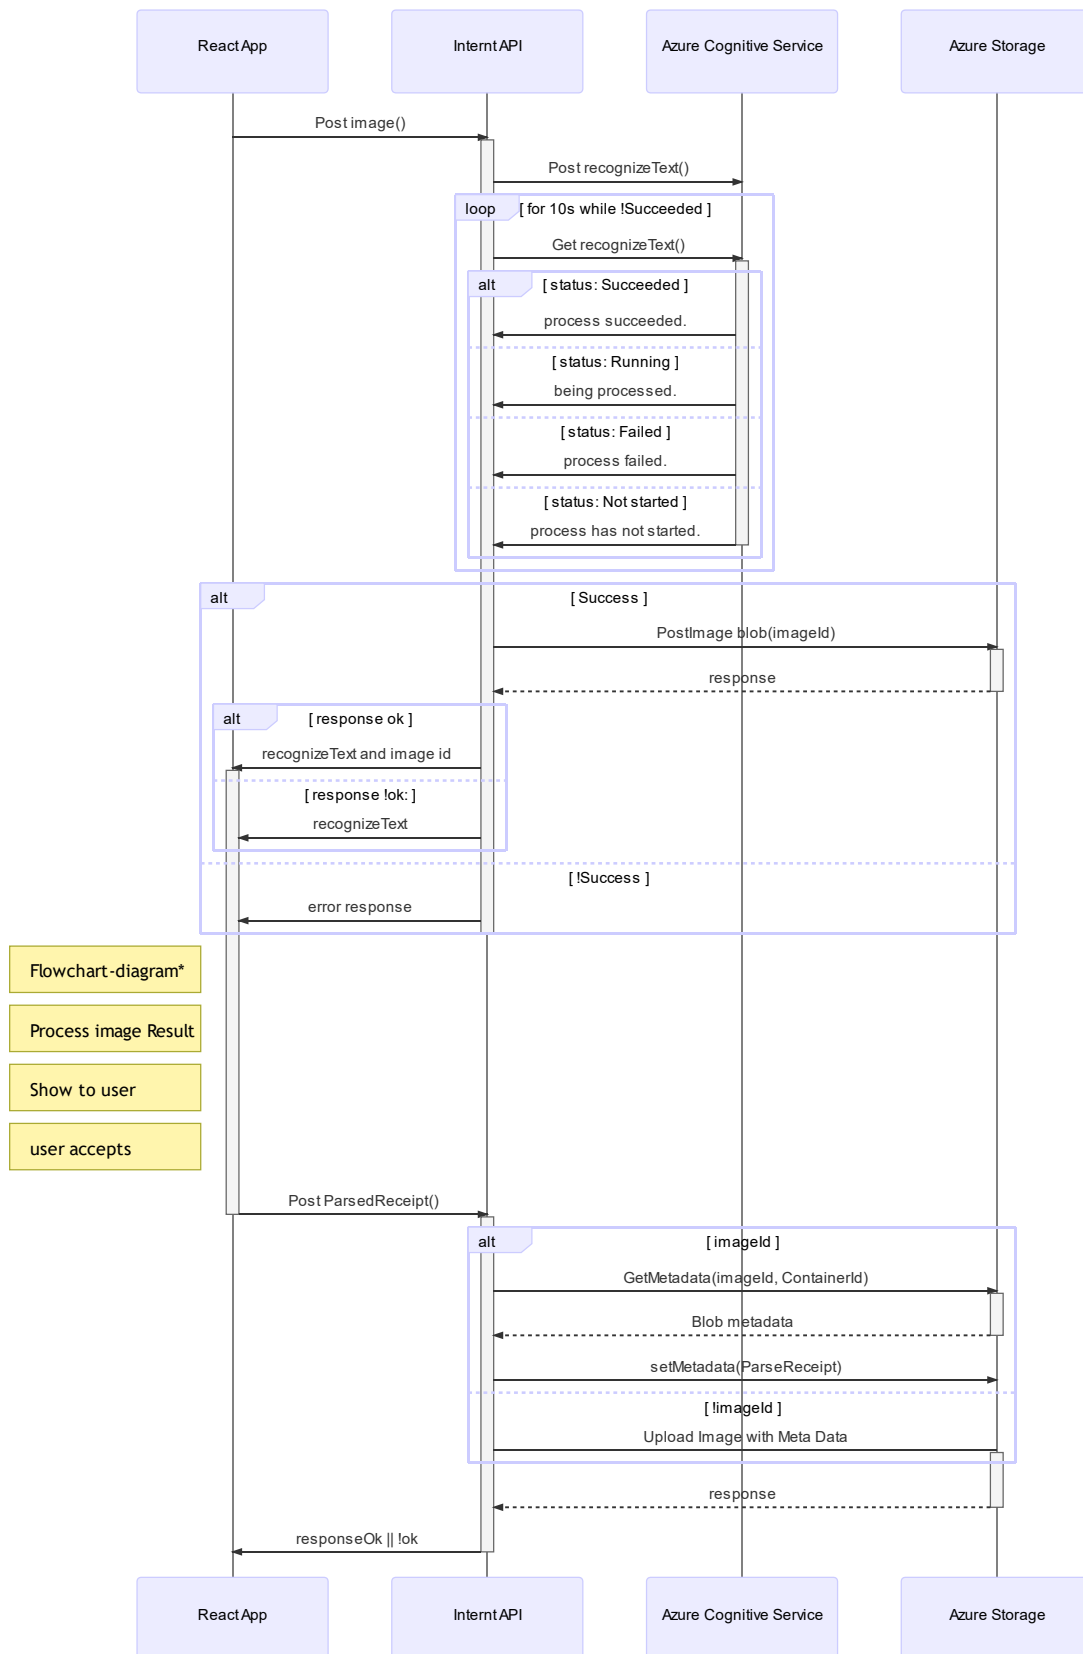 React App
Internt API
Azure Cognitive Service
Azure Storage
Post image()
Post recognizeText()
loop
[ for 10s while !Succeeded ]
Get recognizeText()
alt
[ status: Succeeded ]
process succeeded.
[ status: Running ]
being processed.
[ status: Failed ]
process failed.
[ status: Not started ]
process has not started.
alt
[ Success ]
PostImage blob(imageId)
response
alt
[ response ok ]
recognizeText and image id
[ response !ok: ]
recognizeText
[ !Success ]
error response
Flowchart-diagram*
Process image Result
Show to user
user accepts
Post ParsedReceipt()
alt
[ imageId ]
GetMetadata(imageId, ContainerId)
Blob metadata
setMetadata(ParseReceipt)
[ !imageId ]
Upload Image with Meta Data
response
responseOk || !ok
React App
Internt API
Azure Cognitive Service
Azure Storage